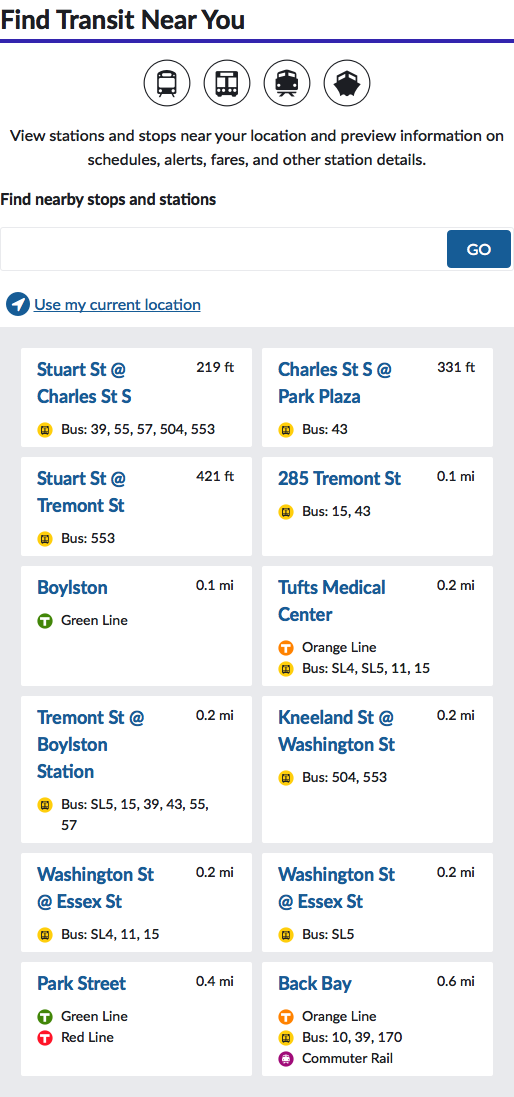 Find Transit Near You
View stations and stops near your location and preview information on
schedules, alerts, fares, and other station details.
Find nearby stops and stations
GO
Use my current location
Stuart St @
Charles St S
219 ft
Bus: 39, 55, 57, 504, 553
Charles St S @
Park Plaza
331 ft
Bus: 43
Stuart St @
Tremont St
421 ft
Bus: 553
285 Tremont St
0.1 mi
Bus: 15, 43
Boylston
0.1 mi
T Green Line
Tufts Medical
Center
0.2 mi
T Orange Line
Bus: SL4, SL5, 11, 15
Tremont St @
Boylston
Station
0.2 mi
Bus: SL5, 15, 39, 43, 55,
57
Kneeland St @
Washington St
0.2 mi
Bus: 504, 553
Washington St
@ Essex St
0.2 mi
Bus: SL4, 11, 15
Washington St
@ Essex St
0.2 mi
Bus: SL5
Park Street
0.4 mi
T Green Line
T Red Line
Back Bay
0.6 mi
T Orange Line
Bus: 10, 39, 170
Commuter Rail